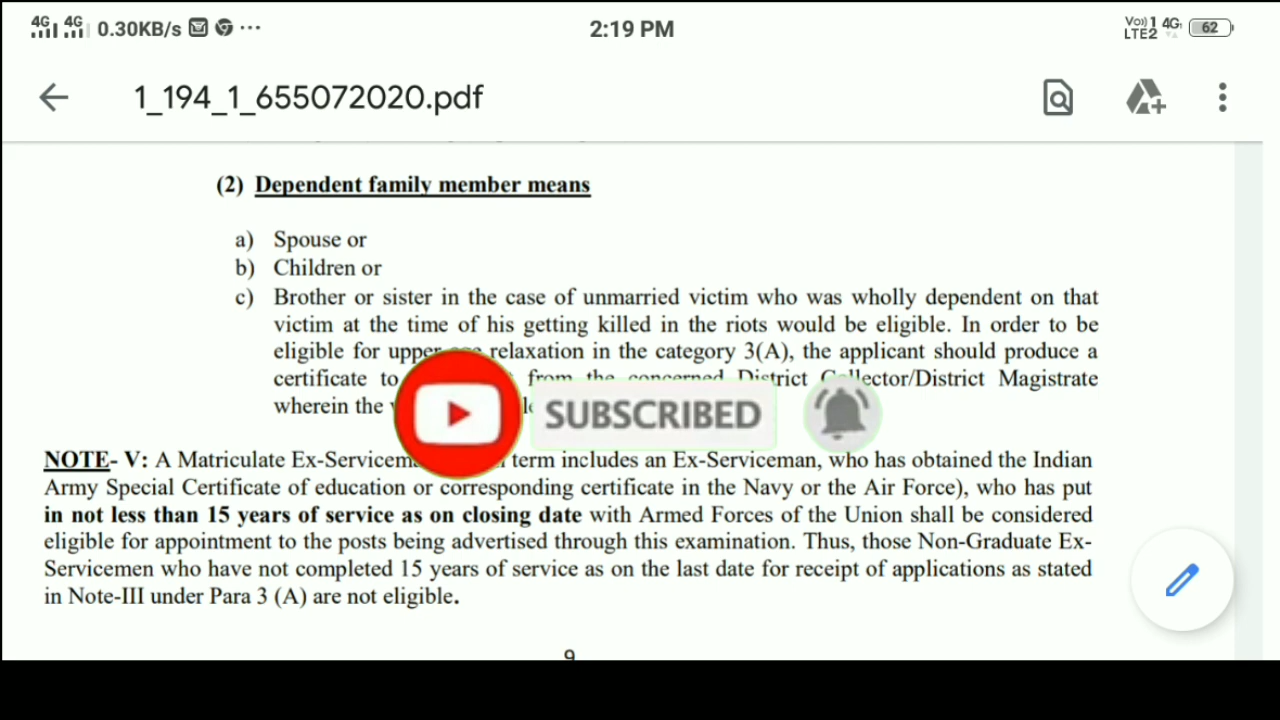 4G 4G 0.30KB/s ... 2:19 PM Vo) 1 4G LTE2 62
1_194_1_655072020.pdf
(2) Dependent family member means
a) Spouse or
b) Children or
c) Brother or sister in the case of unmarried victim who was wholly dependent on that
victim at the time of his getting killed in the riots would be eligible. In order to be
eligible for upper relaxation in the category 3(A), the applicant should produce a
certificate to from the concerned District Collector/District Magistrate
wherein the
SUBSCRIBED
NOTE- V: A Matriculate term includes an Ex-Serviceman, who has obtained the Indian
Army Special Certificate of education or corresponding certificate in the Navy or the Air Force), who has put
in not less than 15 years of service as on closing date with Armed Forces of the Union shall be considered
eligible for appointment to the posts being advertised through this examination. Thus, those Non-Graduate Ex-
Servicemen who have not completed 15 years of service as on the last date for receipt of applications as stated
in Note-III under Para 3 (A) are not eligible.
9